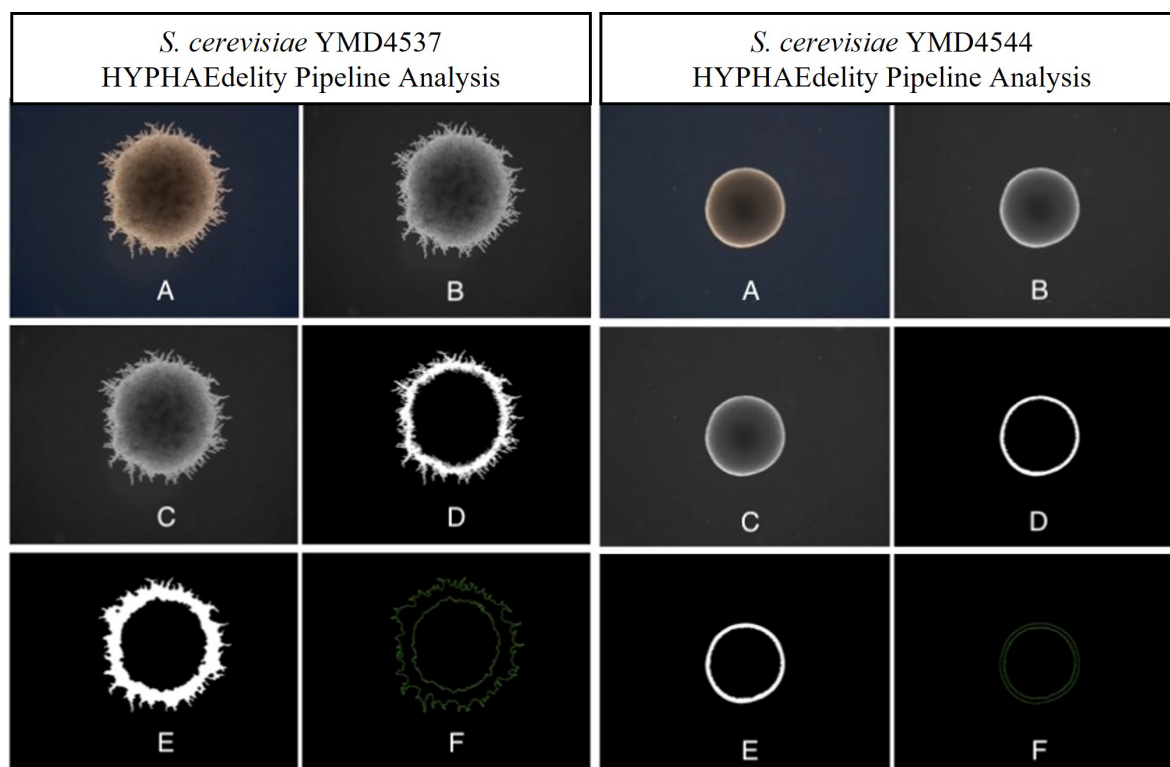 S. cerevisiae YMD4537
HYPHAEdelity Pipeline Analysis
S. cerevisiae YMD4544
HYPHAEdelity Pipeline Analysis
A
B
A
B
C
D
C
D
E
F
E
F